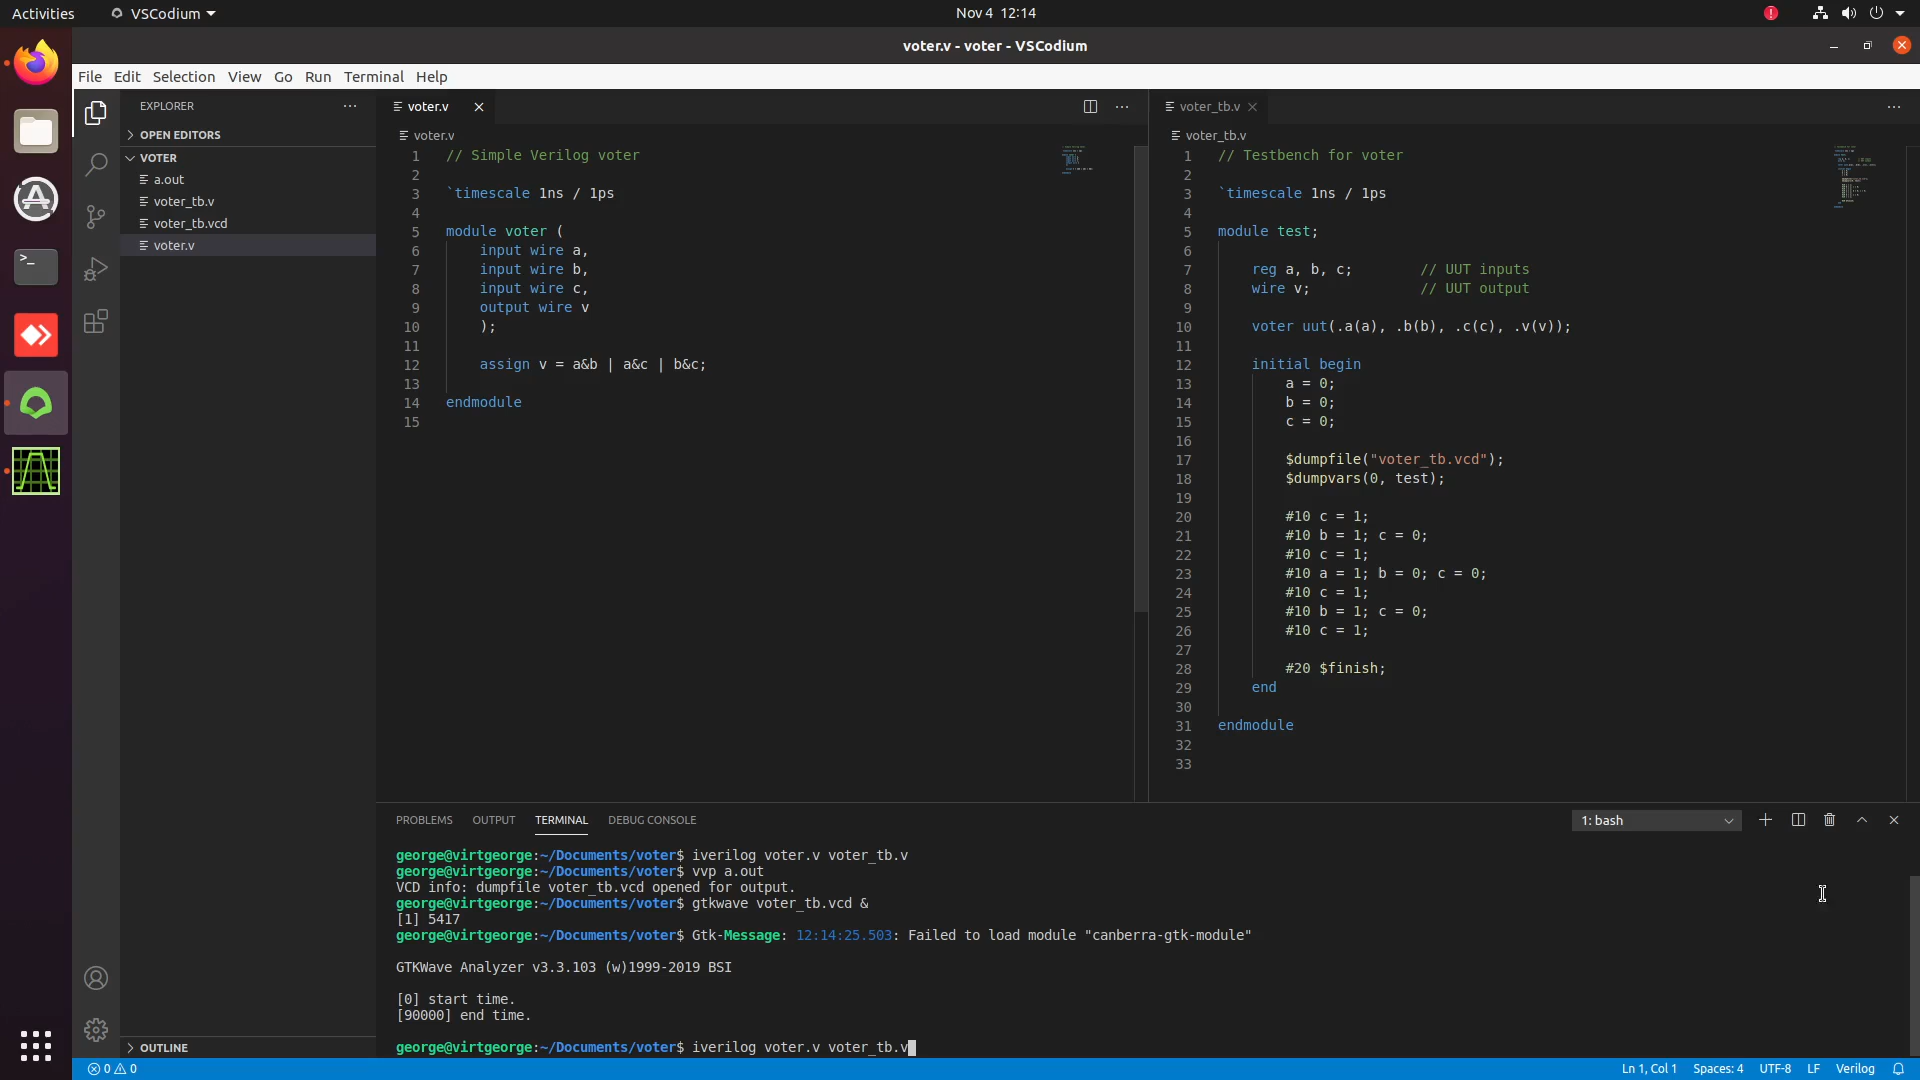 Activities
VSCodium
Nov 4 12:14
voter.v - voter - VSCodium
File Edit Selection View Go Run Terminal Help
EXPLORER
OPEN EDITORS
VOTER
a.out
voter_tb.v
voter_tb.vcd
voter.v
OUTLINE
voter.v
voter.v
1 // Simple Verilog voter
2
3 `timescale 1ns / 1ps
4
5 module voter (
6 input wire a,
7 input wire b,
8 input wire c,
9 output wire v
10 );
11
12 assign v = a&b | a&c | b&c;
13
14 endmodule
15
voter_tb.v
voter_tb.v
1 // Testbench for voter
2
3 `timescale 1ns / 1ps
4
5 module test;
6
7 reg a, b, c; // UUT inputs
8 wire v; // UUT output
9
10 voter uut(.a(a), .b(b), .c(c), .v(v));
11
12 initial begin
13 a = 0;
14 b = 0;
15 c = 0;
16
17 $dumpfile("voter_tb.vcd");
18 $dumpvars(0, test);
19
20 #10 c = 1;
21 #10 b = 1; c = 0;
22 #10 c = 1;
23 #10 a = 1; b = 0; c = 0;
24 #10 c = 1;
25 #10 b = 1; c = 0;
26 #10 c = 1;
27
28 #20 $finish;
29 end
30
31 endmodule
32
33
PROBLEMS OUTPUT TERMINAL DEBUG CONSOLE
1: bash
george@virtgeorge:~/Documents/voter$ iverilog voter.v voter_tb.v
george@virtgeorge:~/Documents/voter$ vvp a.out
VCD info: dumpfile voter_tb.vcd opened for output.
george@virtgeorge:~/Documents/voter$ gtkwave voter_tb.vcd &
[1] 5417
george@virtgeorge:~/Documents/voter$ Gtk-Message: 12:14:25.503: Failed to load module "canberra-gtk-module"
GTKWave Analyzer v3.3.103 (w)1999-2019 BSI
[0] start time.
[90000] end time.
george@virtgeorge:~/Documents/voter$ iverilog voter.v voter_tb.v
0 0
Ln 1, Col 1 Spaces: 4 UTF-8 LF Verilog